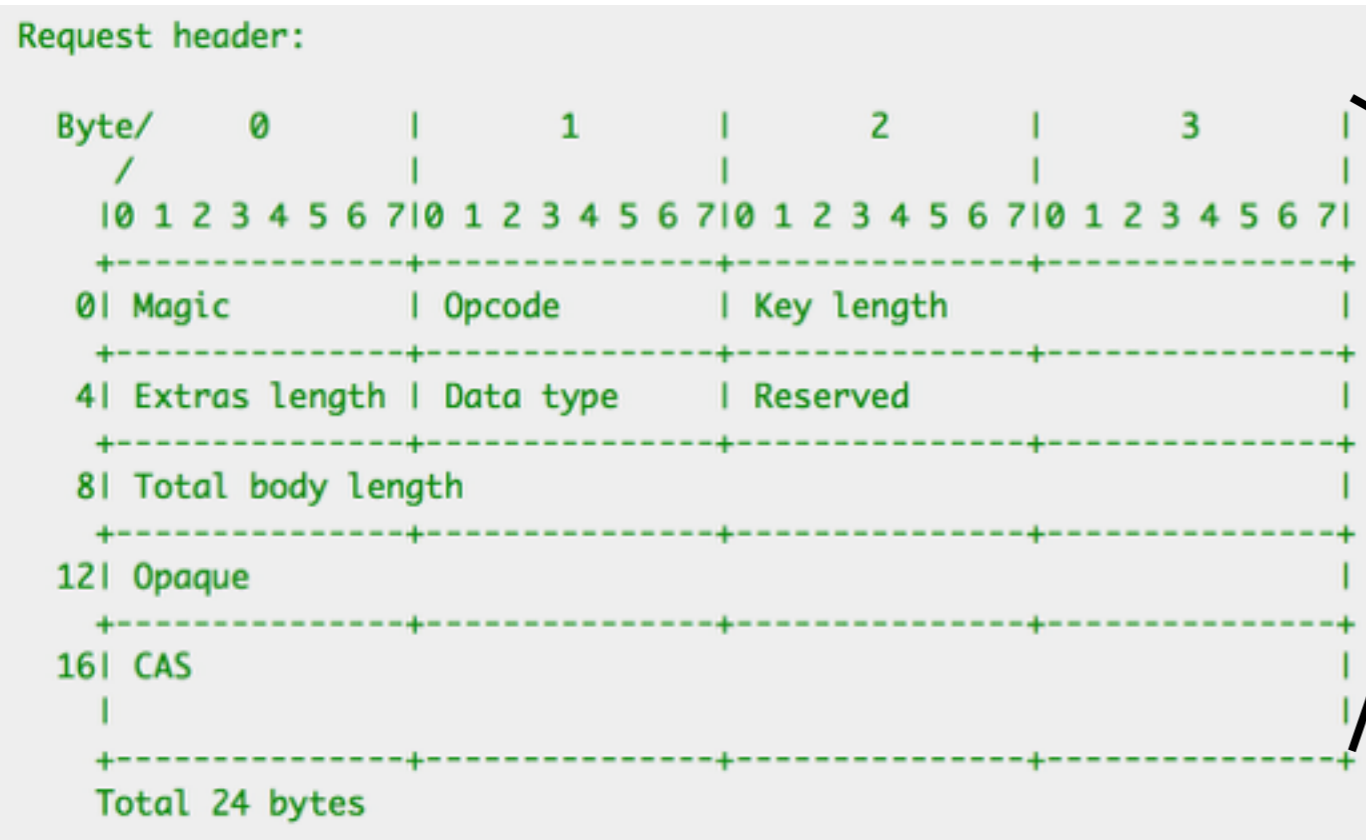 Request header:
Byte/     0       |       1       |       2       |       3       |
   /              |               |               |               |
  |0 1 2 3 4 5 6 7|0 1 2 3 4 5 6 7|0 1 2 3 4 5 6 7|0 1 2 3 4 5 6 7|
  +---------------+---------------+---------------+---------------+
 0| Magic         | Opcode        | Key length                    |
  +---------------+---------------+---------------+---------------+
 4| Extras length | Data type     | Reserved                      |
  +---------------+---------------+---------------+---------------+
 8| Total body length                                             |
  +---------------+---------------+---------------+---------------+
12| Opaque                                                        |
  +---------------+---------------+---------------+---------------+
16| CAS                                                           |
  |                                                               |
  +---------------+---------------+---------------+---------------+
  Total 24 bytes